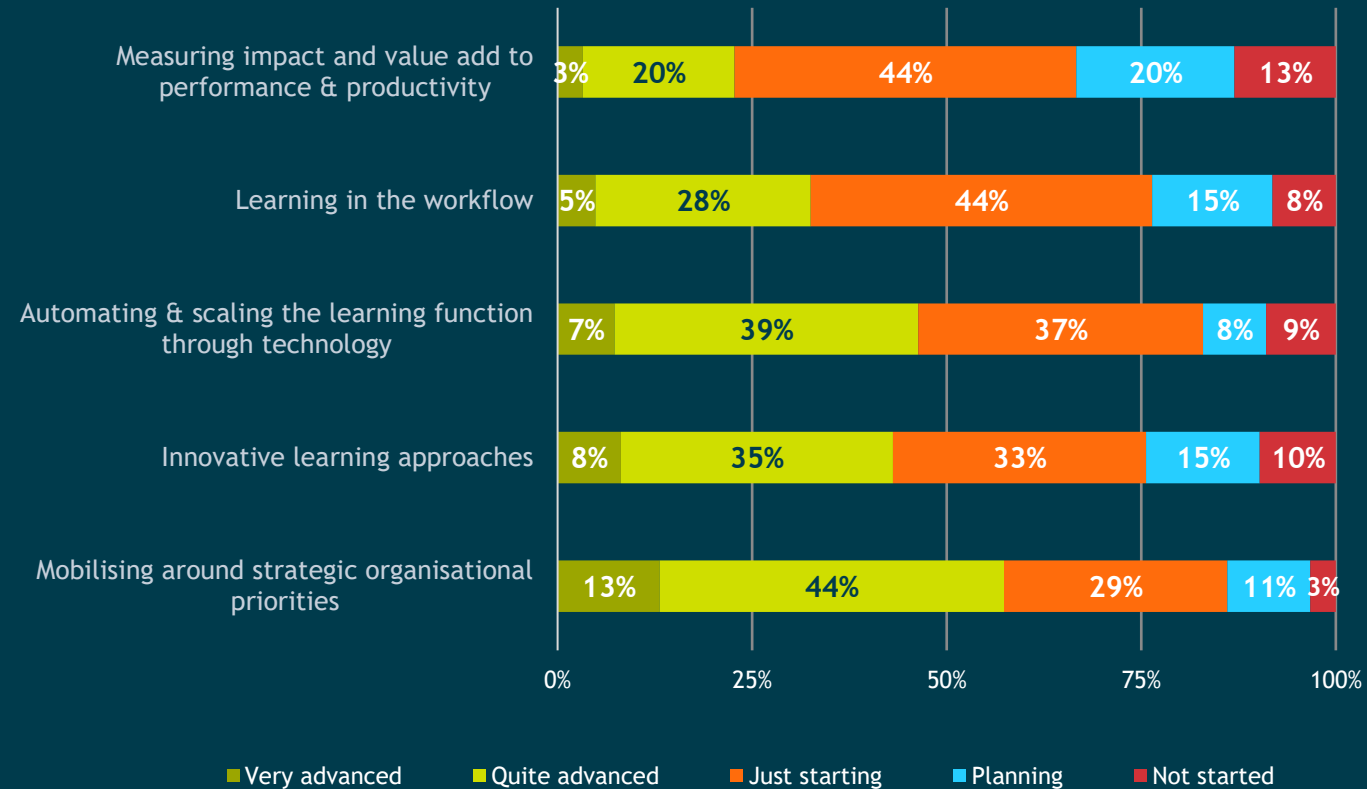 Measuring impact and value add to
performance & productivity
3% 20% 44% 20% 13%
Learning in the workflow
5% 28% 44% 15% 8%
Automating & scaling the learning function
through technology
7% 39% 37% 8% 9%
Innovative learning approaches
8% 35% 33% 15% 10%
Mobilising around strategic organisational
priorities
13% 44% 29% 11% 3%
0% 25% 50% 75% 100%
Very advanced Quite advanced Just starting Planning Not started